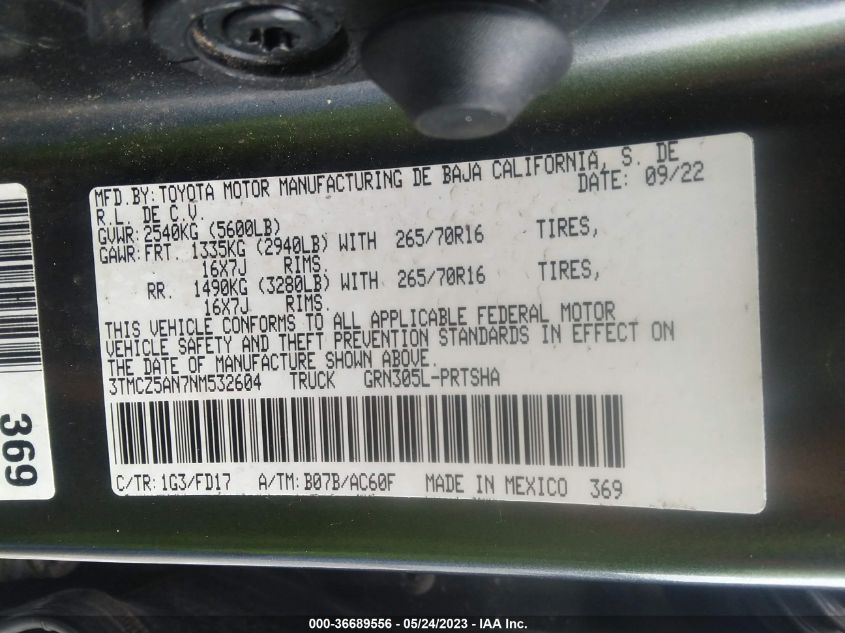 MFD.BY:TOYOTA MOTOR MANUFACTURING DE BAJA CALIFORNIA, S. DE
R.L. DE C.V. DATE: 09/22
GVWR:2540KG (5600LB)
GAWR:FRT. 1335KG (2940LB) WITH 265/70R16 TIRES,
16X7J RIMS.
RR. 1490KG (3280LB) WITH 265/70R16 TIRES,
16X7J RIMS.
THIS VEHICLE CONFORMS TO ALL APPLICABLE FEDERAL MOTOR
VEHICLE SAFETY AND THEFT PREVENTION STANDARDS IN EFFECT ON
THE DATE OF MANUFACTURE SHOWN ABOVE.
3TMCZ5AN7NM532604 TRUCK GRN305L-PRTSHA
C/TR:1G3/FD17 A/TM:B07B/AC60F MADE IN MEXICO 369
369
000-36689556 - 05/24/2023 - IAA Inc.